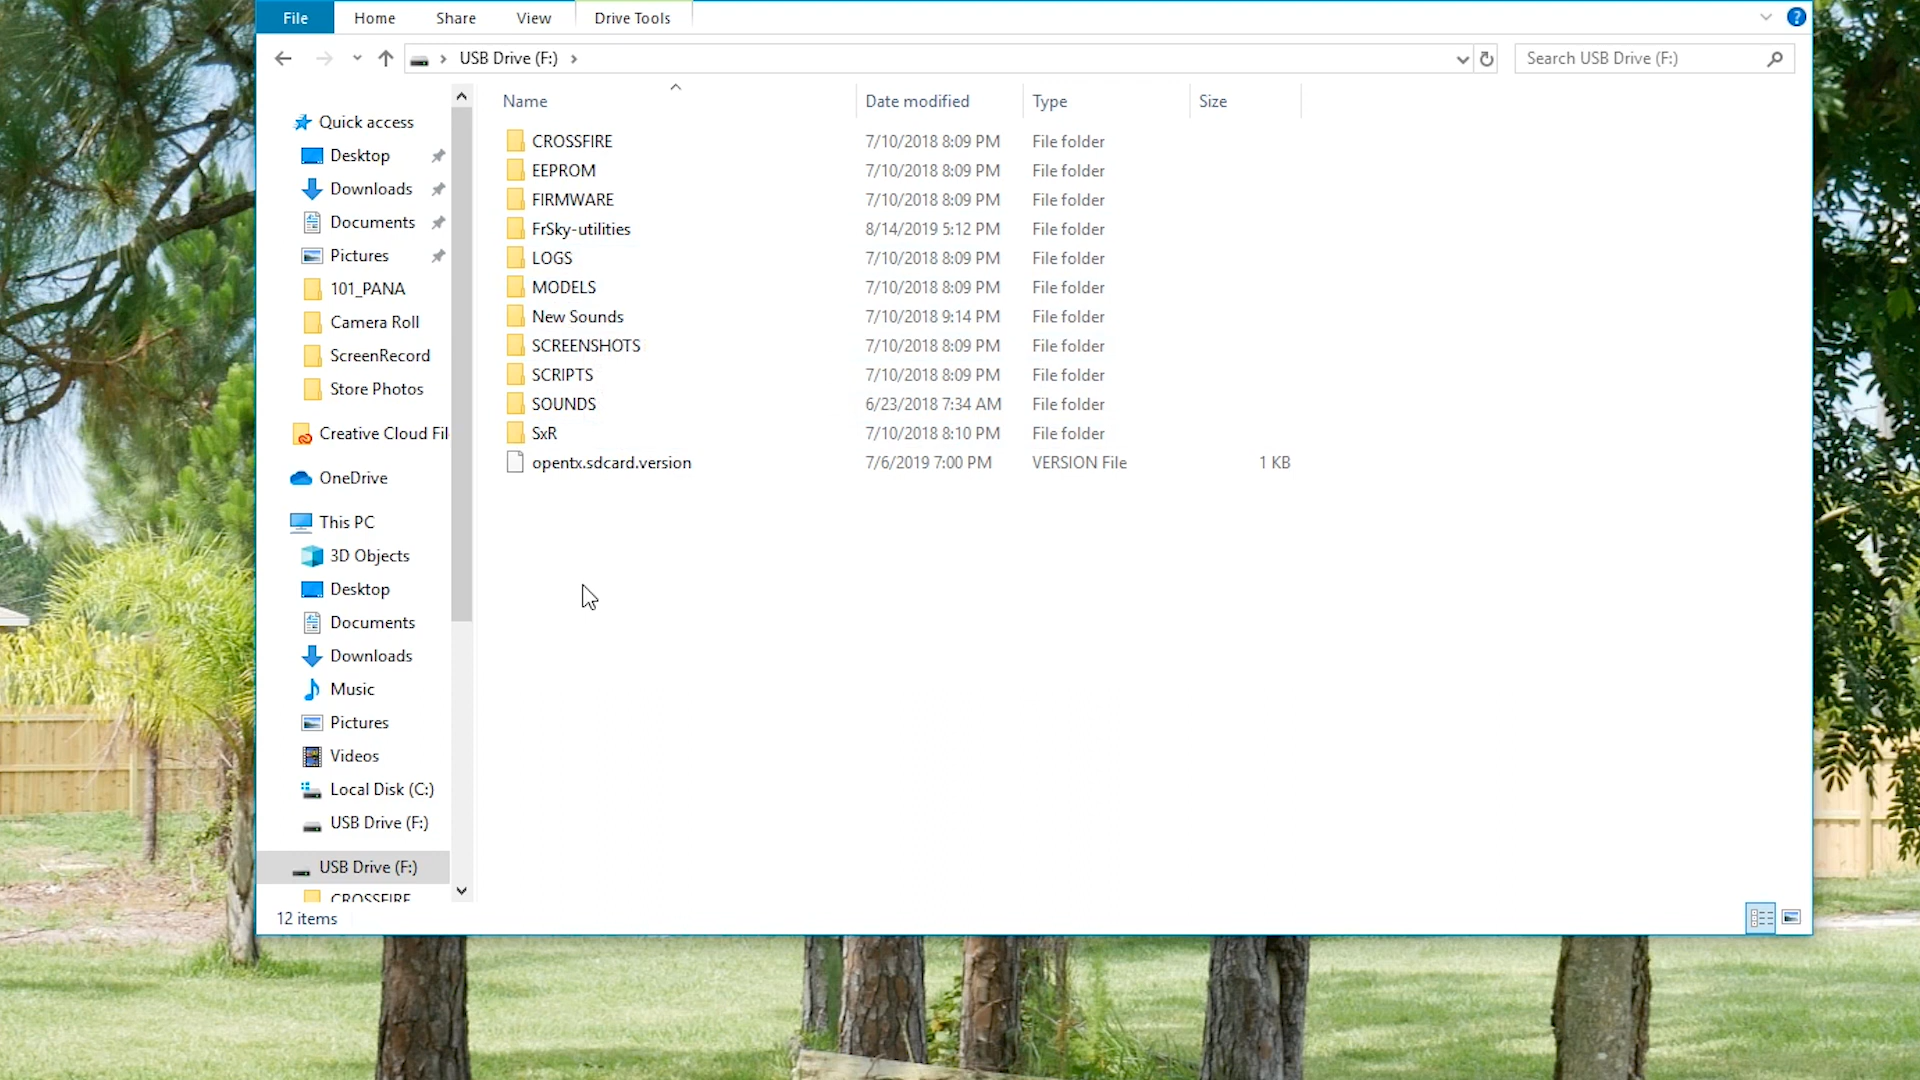 File Home Share View Drive Tools ?
USB Drive (F:) Search USB Drive (F:)
Name Date modified Type Size
Quick access
Desktop
Downloads
Documents
Pictures
101_PANA
Camera Roll
ScreenRecord
Store Photos
Creative Cloud Fil
OneDrive
This PC
3D Objects
Desktop
Documents
Downloads
Music
Pictures
Videos
Local Disk (C:)
USB Drive (F:)
USB Drive (F:)
CROSSFIRE
CROSSFIRE 7/10/2018 8:09 PM File folder
EEPROM 7/10/2018 8:09 PM File folder
FIRMWARE 7/10/2018 8:09 PM File folder
FrSky-utilities 8/14/2019 5:12 PM File folder
LOGS 7/10/2018 8:09 PM File folder
MODELS 7/10/2018 8:09 PM File folder
New Sounds 7/10/2018 9:14 PM File folder
SCREENSHOTS 7/10/2018 8:09 PM File folder
SCRIPTS 7/10/2018 8:09 PM File folder
SOUNDS 6/23/2018 7:34 AM File folder
SxR 7/10/2018 8:10 PM File folder
opentx.sdcard.version 7/6/2019 7:00 PM VERSION File 1 KB
12 items